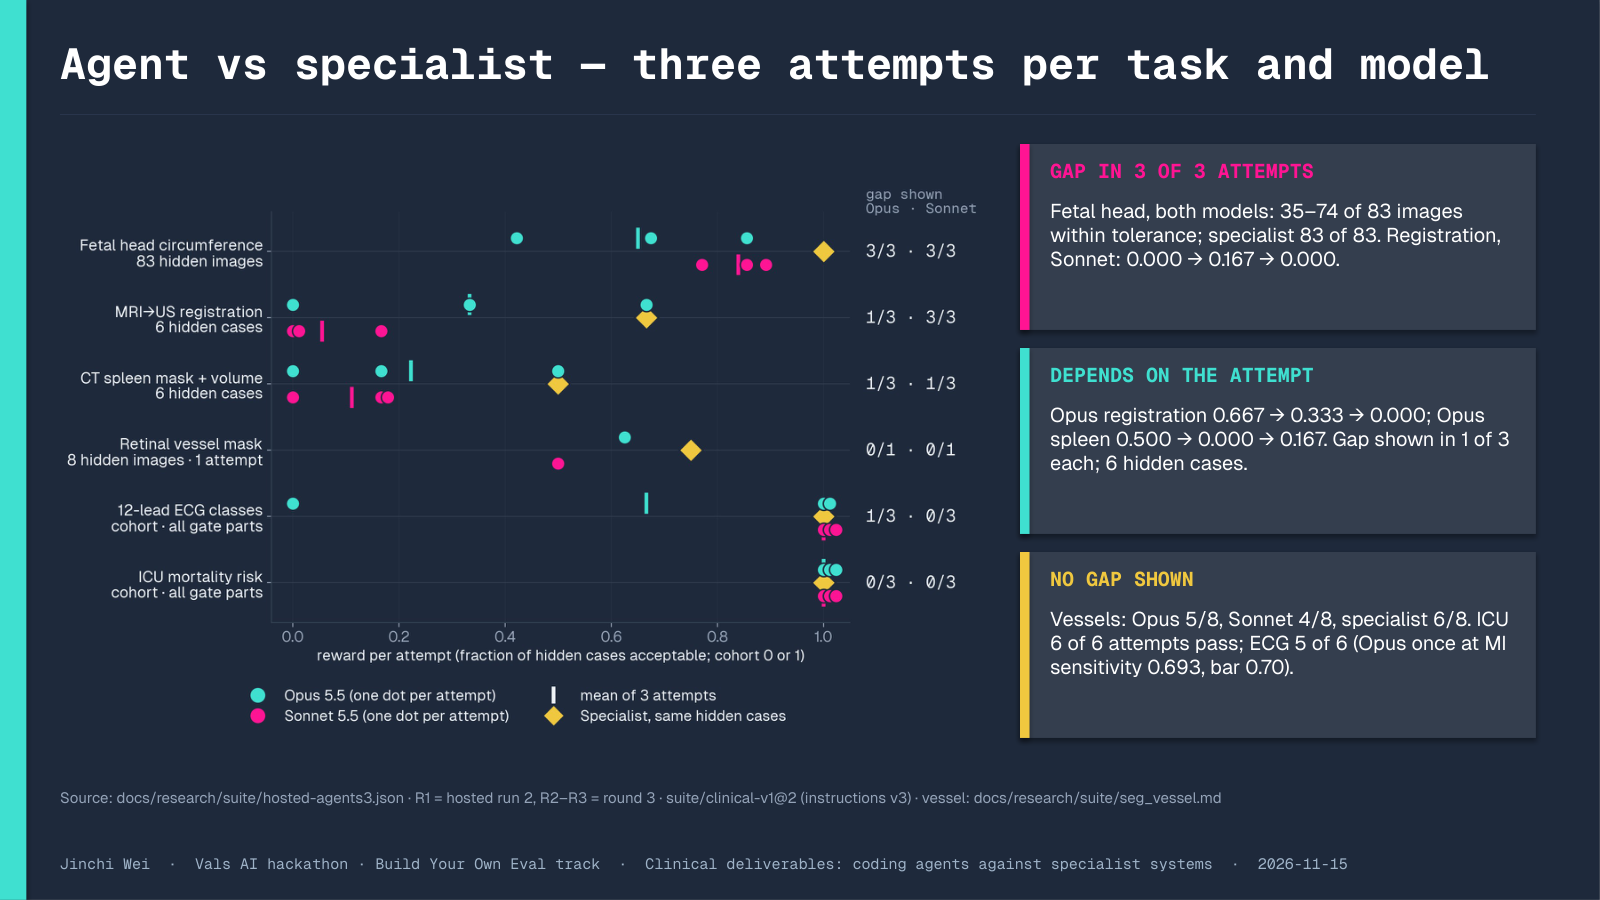 Agent vs specialist — three attempts per task and model
gap shown
Opus · Sonnet
Fetal head circumference
83 hidden images
3/3 · 3/3
MRI→US registration
6 hidden cases
1/3 · 3/3
CT spleen mask + volume
6 hidden cases
1/3 · 1/3
Retinal vessel mask
8 hidden images · 1 attempt
0/1 · 0/1
12-lead ECG classes
cohort · all gate parts
1/3 · 0/3
ICU mortality risk
cohort · all gate parts
0/3 · 0/3
0.0 0.2 0.4 0.6 0.8 1.0
reward per attempt (fraction of hidden cases acceptable; cohort 0 or 1)
Opus 5.5 (one dot per attempt)
Sonnet 5.5 (one dot per attempt)
mean of 3 attempts
Specialist, same hidden cases
GAP IN 3 OF 3 ATTEMPTS
Fetal head, both models: 35–74 of 83 images
within tolerance; specialist 83 of 83. Registration,
Sonnet: 0.000 → 0.167 → 0.000.
DEPENDS ON THE ATTEMPT
Opus registration 0.667 → 0.333 → 0.000; Opus
spleen 0.500 → 0.000 → 0.167. Gap shown in 1 of 3
each; 6 hidden cases.
NO GAP SHOWN
Vessels: Opus 5/8, Sonnet 4/8, specialist 6/8. ICU
6 of 6 attempts pass; ECG 5 of 6 (Opus once at MI
sensitivity 0.693, bar 0.70).
Source: docs/research/suite/hosted-agents3.json · R1 = hosted run 2, R2–R3 = round 3 · suite/clinical-v1@2 (instructions v3) · vessel: docs/research/suite/seg_vessel.md
Jinchi Wei · Vals AI hackathon · Build Your Own Eval track · Clinical deliverables: coding agents against specialist systems · 2026-11-15